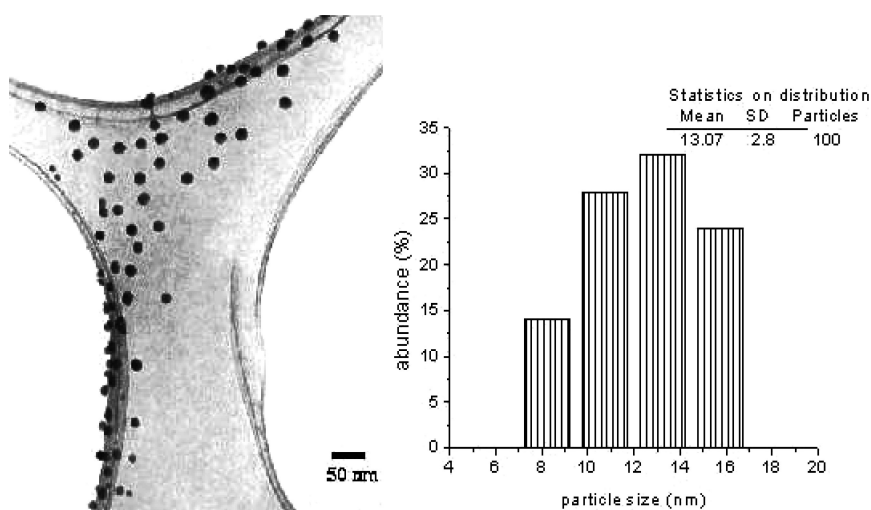 50 nm
Statistics on distribution
Mean SD Particles
13.07 2.8 100
35
30
25
20
15
10
5
0
abundance (%)
4 6 8 10 12 14 16 18 20
particle size (nm)